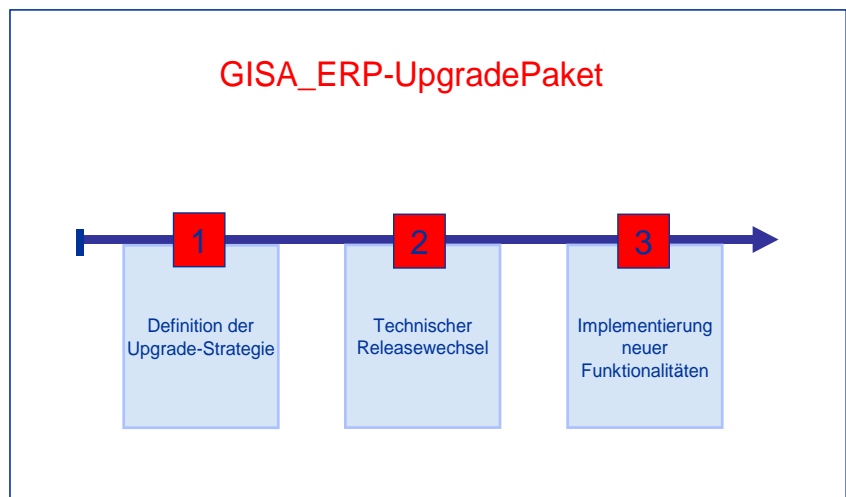 GISA_ERP-UpgradePaket
1
Definition der
Upgrade-Strategie
2
Technischer
Releasewechsel
3
Implementierung
neuer
Funktionalitäten